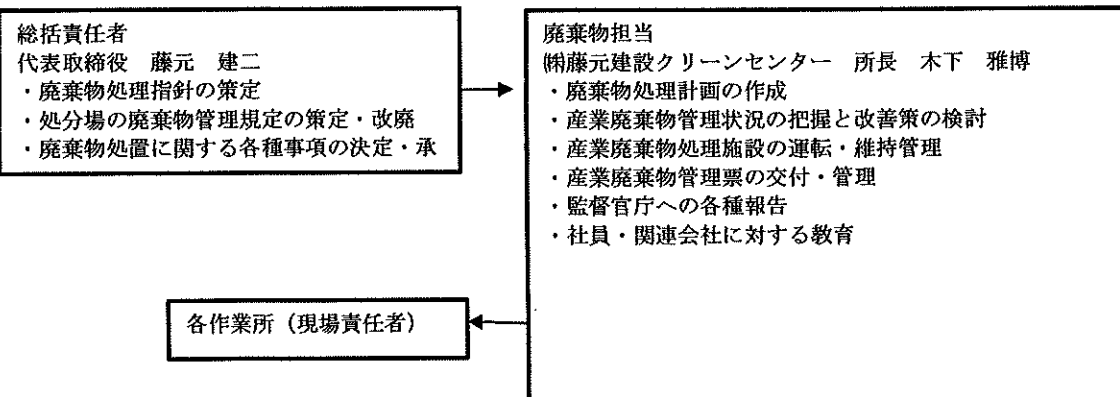 総括責任者
代表取締役　藤元　建二
・廃棄物処理指針の策定
・処分場の廃棄物管理規定の策定・改廃
・廃棄物処置に関する各種事項の決定・承
廃棄物担当
㈱藤元建設クリーンセンター　所長　木下　雅博
・廃棄物処理計画の作成
・産業廃棄物管理状況の把握と改善策の検討
・産業廃棄物処理施設の運転・維持管理
・産業廃棄物管理票の交付・管理
・監督官庁への各種報告
・社員・関連会社に対する教育
各作業所（現場責任者）